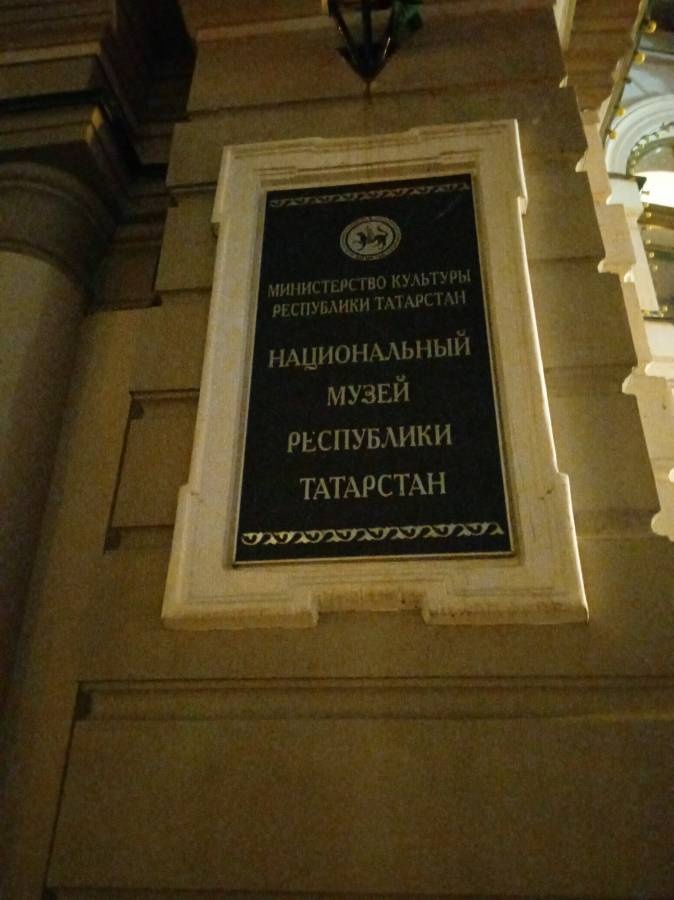 МИНИСТЕРСТВО КУЛЬТУРЫ
РЕСПУБЛИКИ ТАТАРСТАН
НАЦИОНАЛЬНЫЙ
МУЗЕЙ
РЕСПУБЛИКИ
ТАТАРСТАН